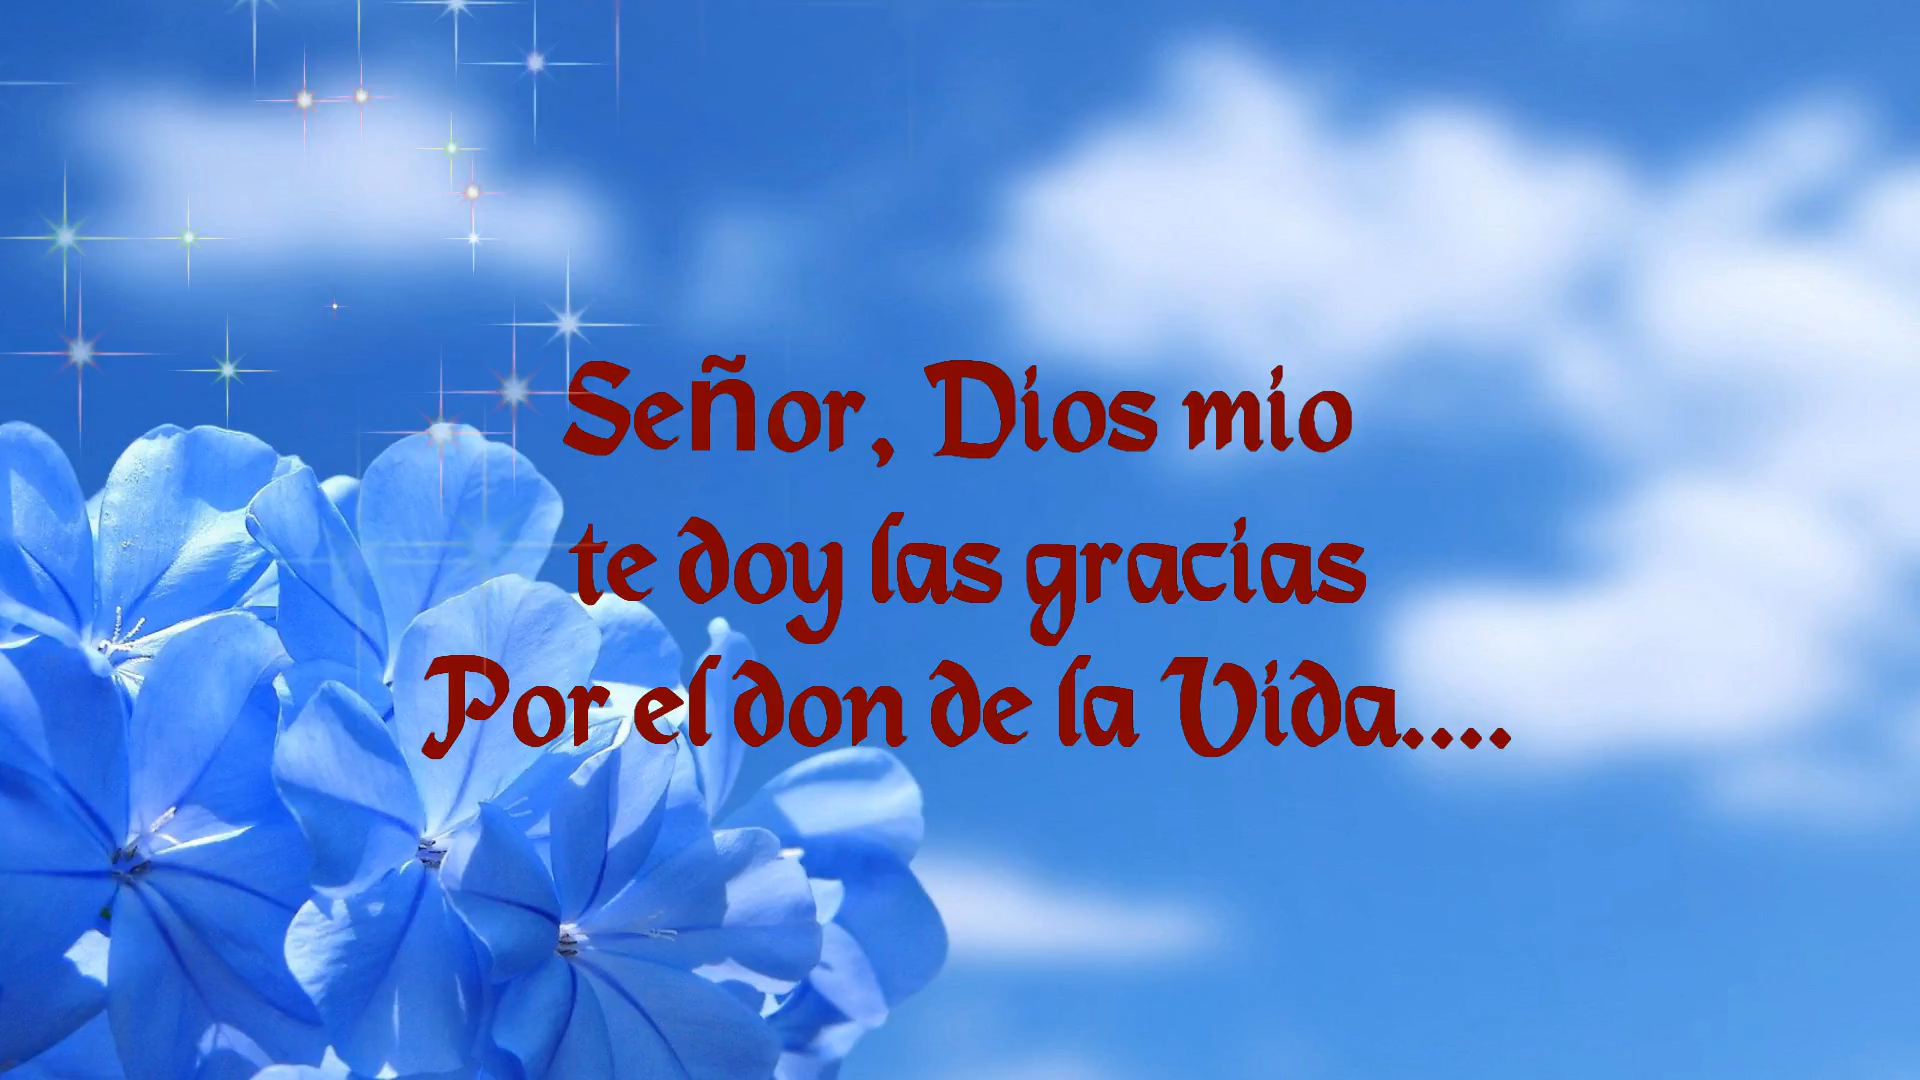 Señor, Dios mio
te doy las gracias
Por el don de la Vida....